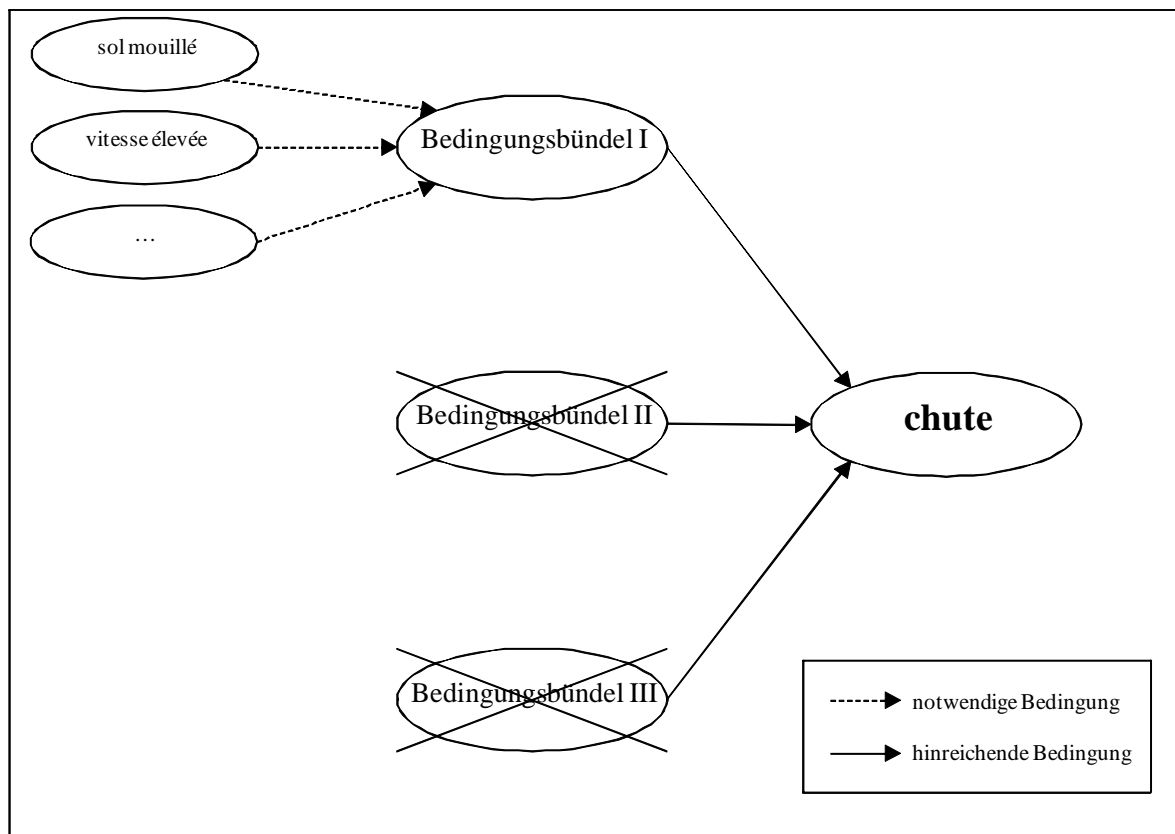 sol mouillé
vitesse élevée
…
Bedingungsbündel I
Bedingungsbündel II
chute
Bedingungsbündel III
notwendige Bedingung
hinreichende Bedingung